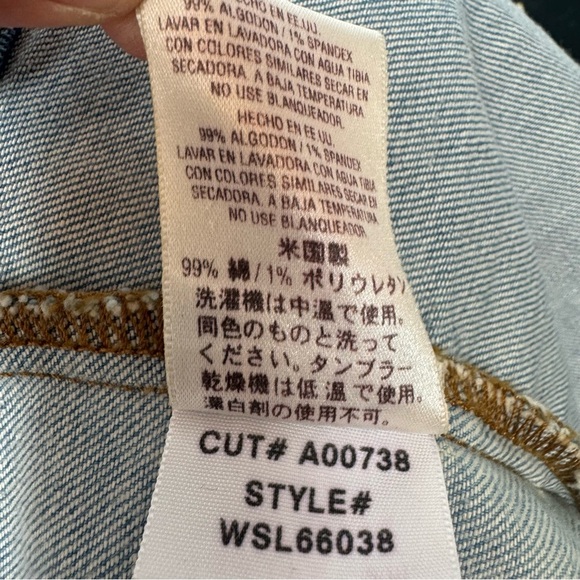 HECHO EN EE.UU.
99% ALGODON / 1% SPANDEX
LAVAR EN LAVADORA CON AGUA TIBIA
CON COLORES SIMILARES SECAR EN
SECADORA. A BAJA TEMPERATURA
NO USE BLANQUEADOR.
HECHO EN EE UU.
99% ALGODON / 1% SPANDEX
LAVAR EN LAVADORA CON AGUA TIBIA
CON COLORES SIMILARES SECAR EN
SECADORA. A BAJA TEMPERATURA
NO USE BLANQUEADOR.
米国製
99% 綿/1% ポリウレタン
洗濯機は中温で使用。
同色のものと洗って
ください。タンブラー
乾燥機は低温で使用。
漂白剤の使用不可。
CUT# A00738
STYLE#
WSL66038